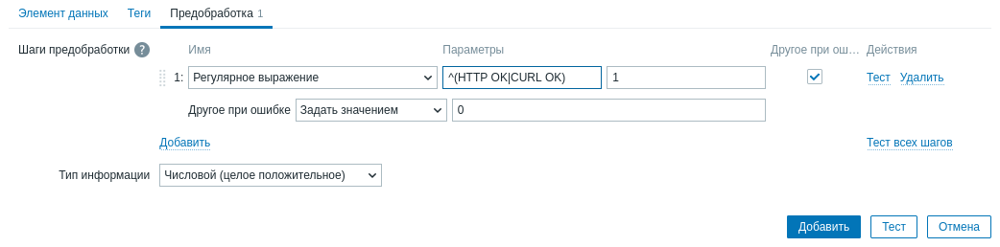 Элемент данных Теги Предобработка 1
Шаги предобработки ? Имя Параметры Другое при ош... Действия
1: Регулярное выражение ^(HTTP OK|CURL OK) 1 Тест Удалить
Другое при ошибке Задать значением 0
Добавить Тест всех шагов
Тип информации Числовой (целое положительное)
Добавить Тест Отмена